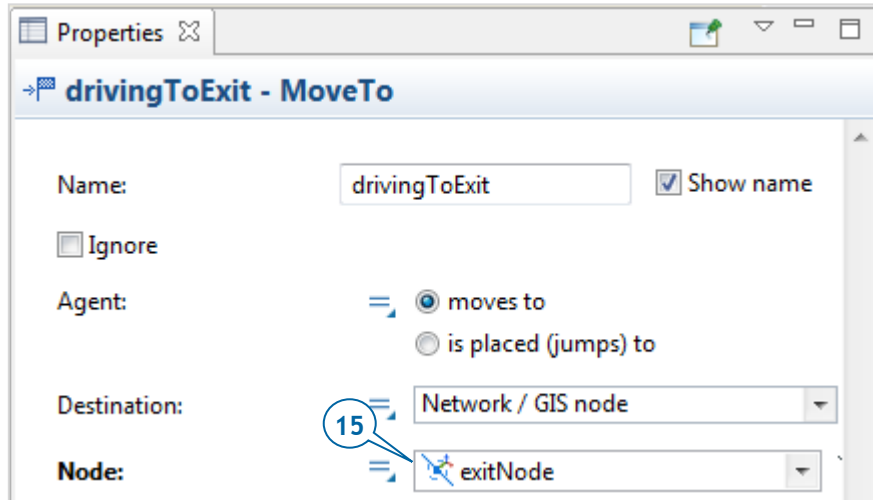 Properties
drivingToExit - MoveTo
Name: drivingToExit Show name
Ignore
Agent: moves to
is placed (jumps) to
Destination: Network / GIS node
15
Node: exitNode